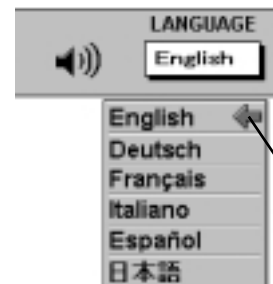 LANGUAGE
English
English
Deutsch
Français
Italiano
Español
日本語